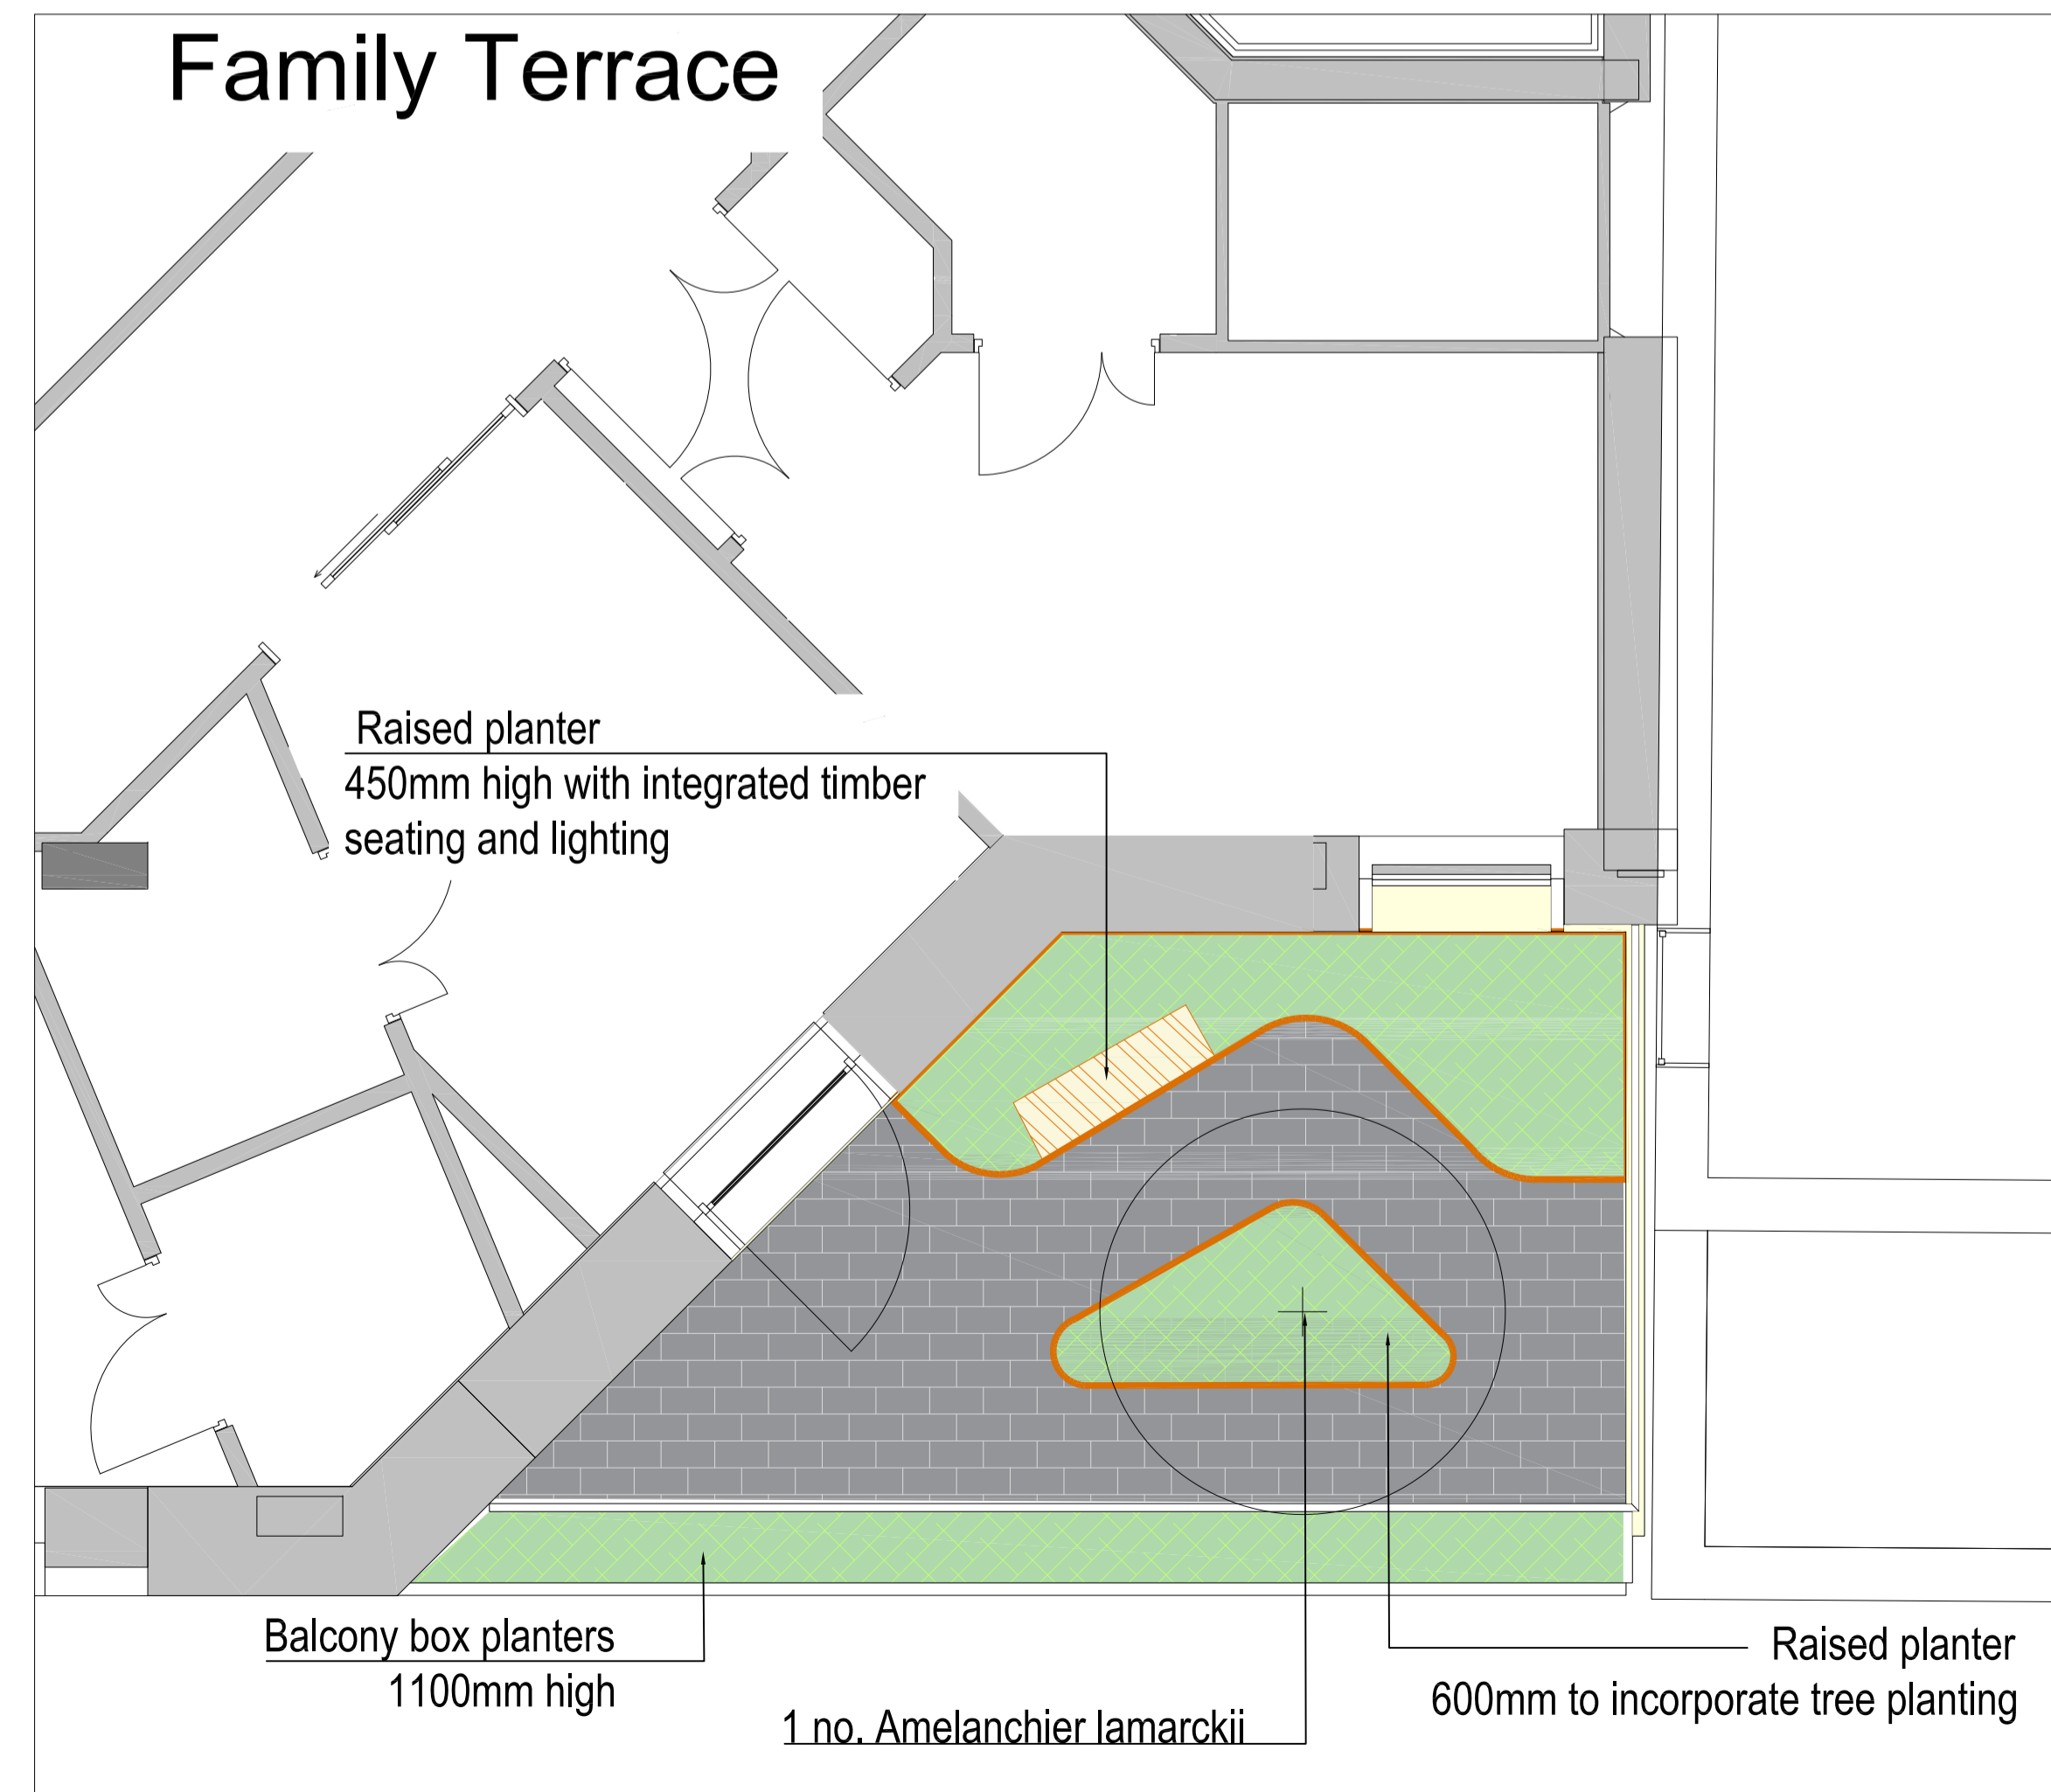 Family Terrace
Raised planter
450mm high with integrated timber
seating and lighting
Balcony box planters
1100mm high
1 no. Amelanchier lamarckii
Raised planter
600mm to incorporate tree planting